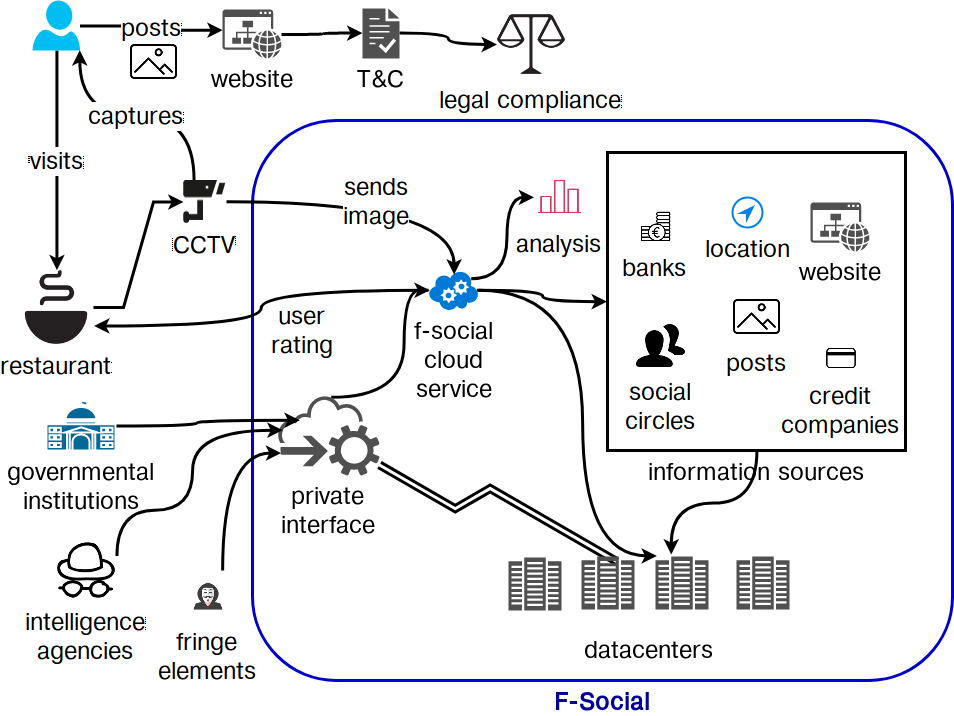 posts
website
T&C
legal compliance
captures
visits
CCTV
sends
image
analysis
banks
location
website
user
rating
f-social
cloud
service
restaurant
social
circles
posts
credit
companies
information sources
governmental
institutions
private
interface
intelligence
agencies
fringe
elements
datacenters
F-Social